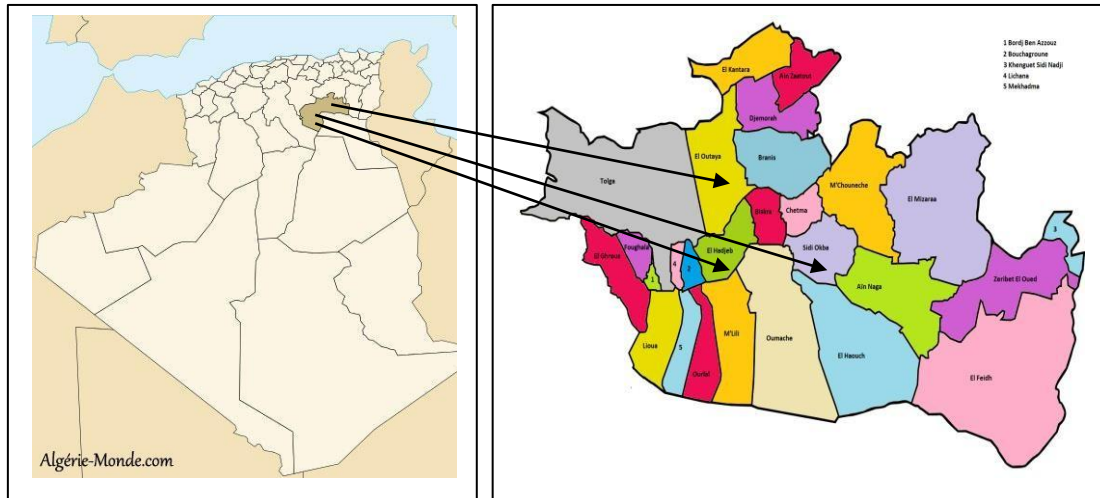 Algérie-Monde.com
1 Bordj Ben Azzouz
2 Bouchagroune
3 Khenguet Sidi Nadji
4 Lichana
5 Mekhadma
El Kantara
Ain Zaatout
Djemorah
El Outaya
Branis
Tolga
M'Chouneche
El Mizaraa
Biskra
Chetma
3
Foughala
El Hadjeb
Sidi Okba
El Ghrous
4
2
1
Zeribet El Oued
Aïn Naga
Lioua
5
M'Lili
Oumache
El Haouch
Ourlal
El Feidh